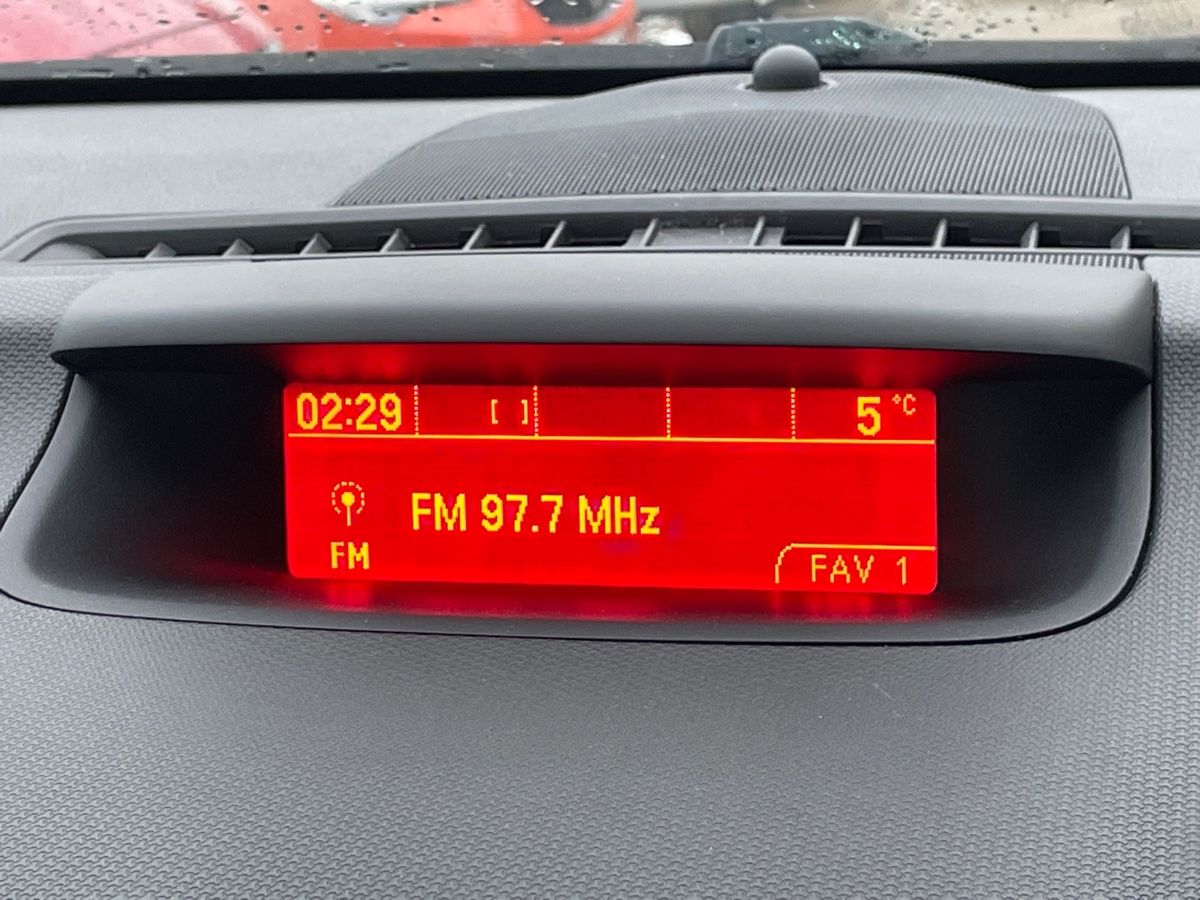 02:29 [ ] 5 °C
FM 97.7 MHz
FM
FAV 1